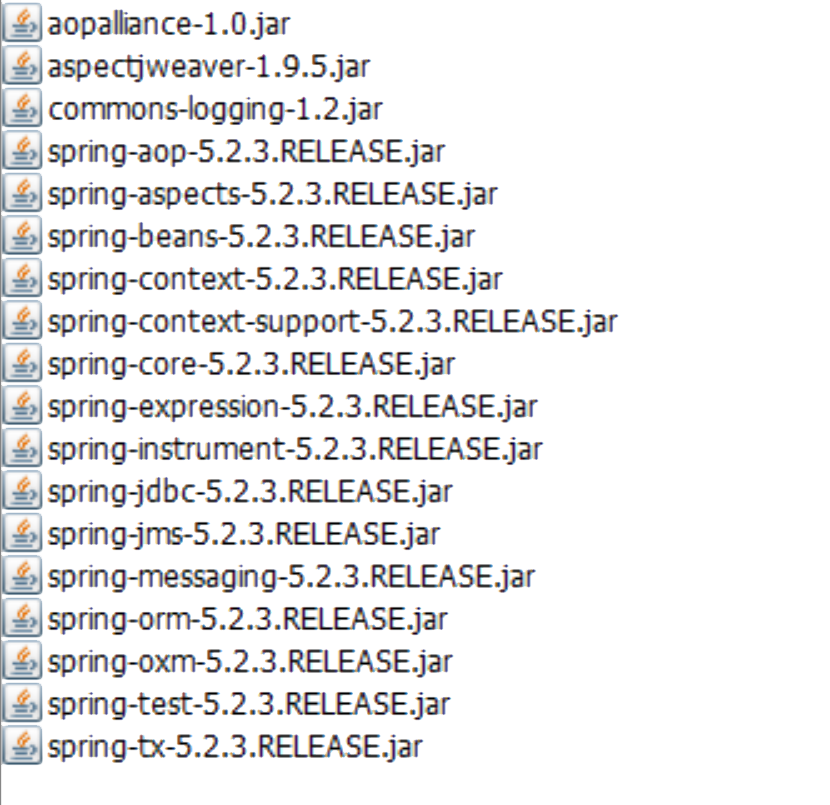 aopalliance-1.0.jar
aspectjweaver-1.9.5.jar
commons-logging-1.2.jar
spring-aop-5.2.3.RELEASE.jar
spring-aspects-5.2.3.RELEASE.jar
spring-beans-5.2.3.RELEASE.jar
spring-context-5.2.3.RELEASE.jar
spring-context-support-5.2.3.RELEASE.jar
spring-core-5.2.3.RELEASE.jar
spring-expression-5.2.3.RELEASE.jar
spring-instrument-5.2.3.RELEASE.jar
spring-jdbc-5.2.3.RELEASE.jar
spring-jms-5.2.3.RELEASE.jar
spring-messaging-5.2.3.RELEASE.jar
spring-orm-5.2.3.RELEASE.jar
spring-oxm-5.2.3.RELEASE.jar
spring-test-5.2.3.RELEASE.jar
spring-tx-5.2.3.RELEASE.jar